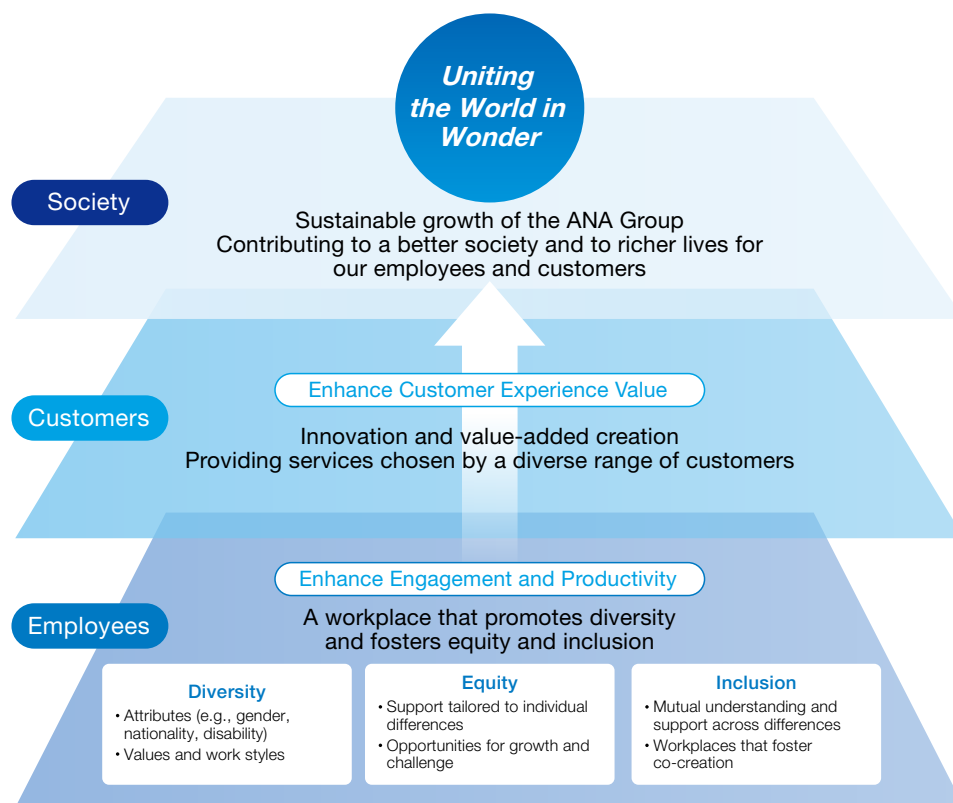 Uniting
the World in
Wonder
Society
Sustainable growth of the ANA Group
Contributing to a better society and to richer lives for
our employees and customers
Enhance Customer Experience Value
Customers
Innovation and value-added creation
Providing services chosen by a diverse range of customers
Enhance Engagement and Productivity
Employees
A workplace that promotes diversity
and fosters equity and inclusion
Diversity
• Attributes (e.g., gender,
nationality, disability)
• Values and work styles
Equity
• Support tailored to individual
differences
• Opportunities for growth and
challenge
Inclusion
• Mutual understanding and
support across differences
• Workplaces that foster
co-creation